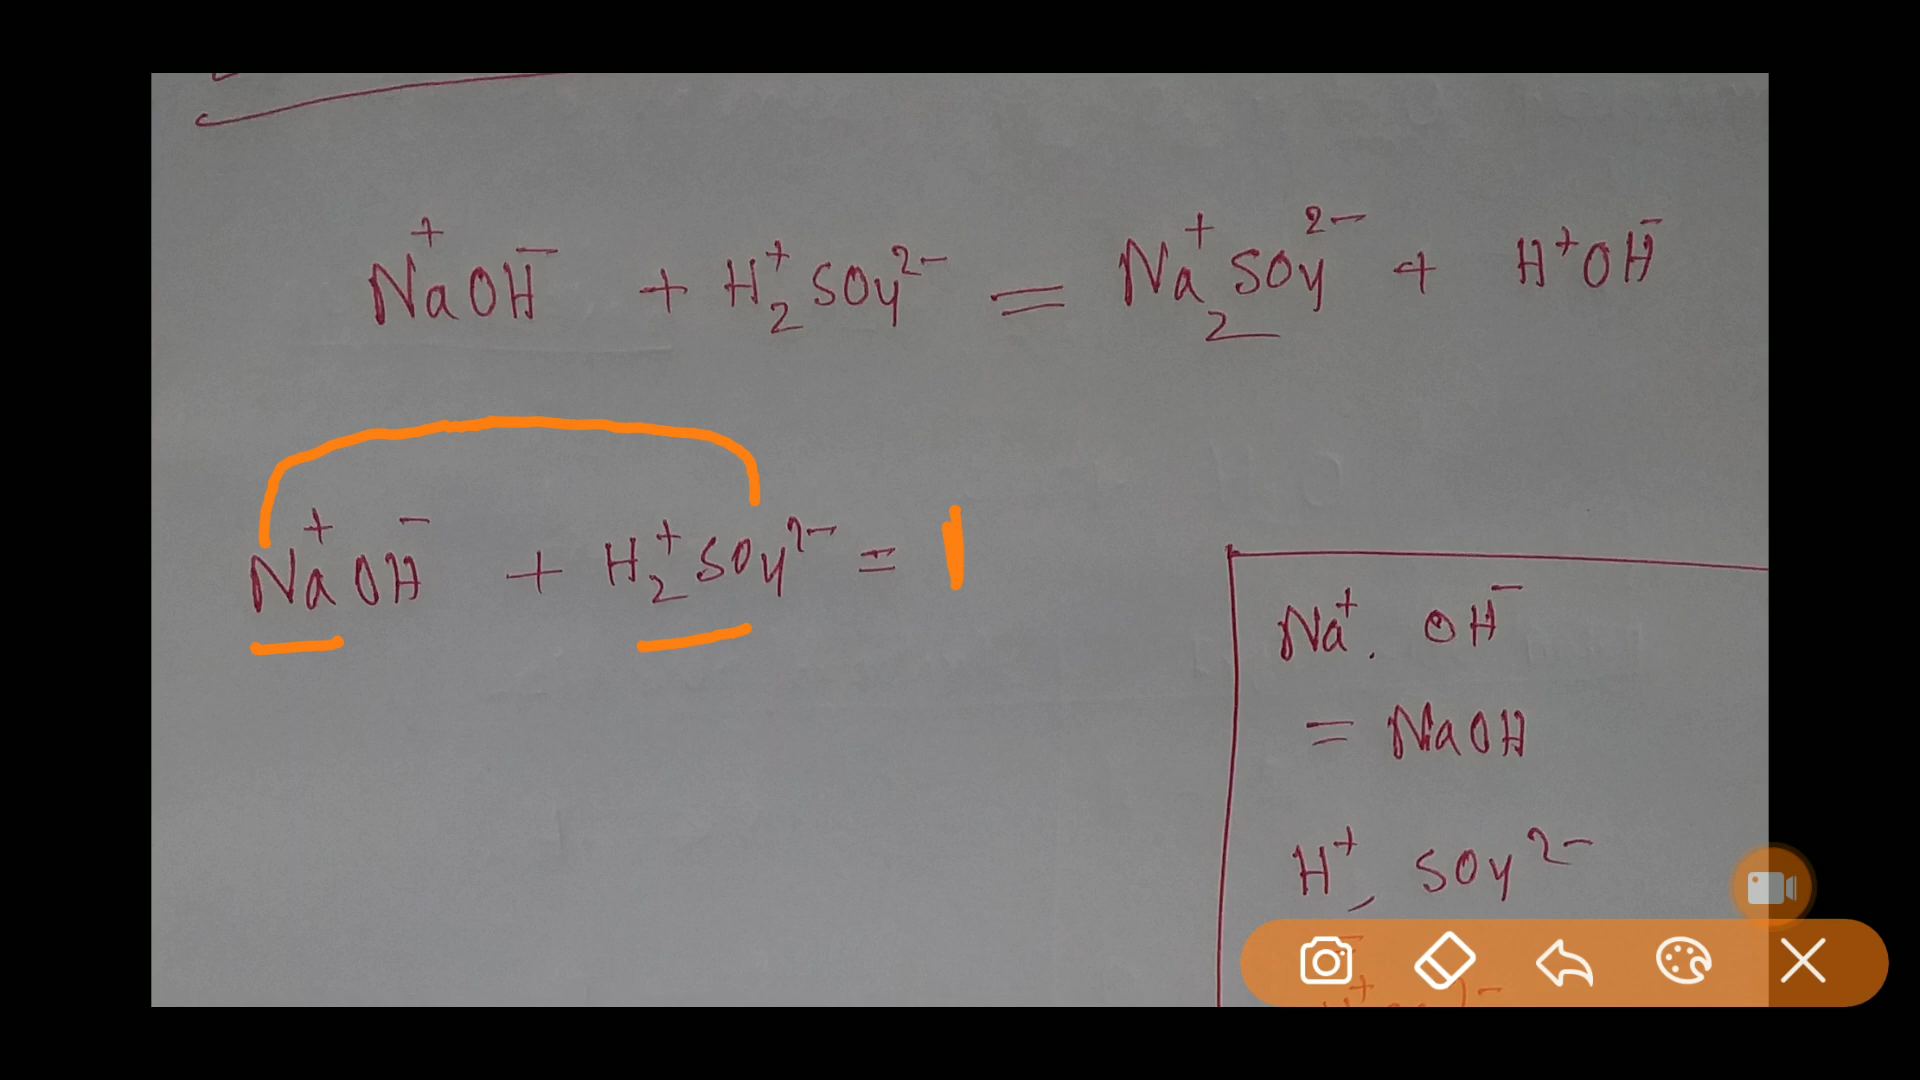 Na⁺OH⁻ + H₂⁺SO₄²⁻ = Na₂⁺SO₄²⁻ + H⁺OH⁻
Na⁺OH⁻ + H₂⁺SO₄²⁻ =
Na⁺, OH⁻
= NaOH
H⁺, SO₄²⁻